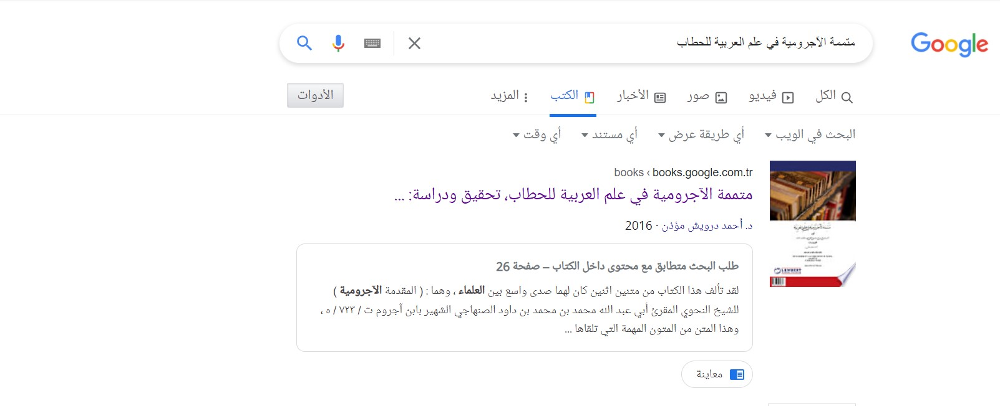 Google
متممة الآجرومية في علم العربية للحطاب
الكل
فيديو
صور
الأخبار
الكتب
المزيد
الأدوات
البحث في الويب
أي طريقة عرض
أي مستند
أي وقت
books.google.com.tr › books
متممة الآجرومية في علم العربية للحطاب، تحقيق ودراسة: ...
د. أحمد درويش مؤذن · 2016
طلب البحث متطابق مع محتوى داخل الكتاب – صفحة 26
لقد تألف هذا الكتاب من متنين اثنين كان لهما صدى واسع بين العلماء ، وهما : ( المقدمة الآجرومية )
للشيخ النحوي المقرئ أبي عبد الله محمد بن محمد بن داود الصنهاجي الشهير بابن آجروم ت / ٧٢٣ / ه ،
وهذا المتن من المتون المهمة التي تلقاها ...
معاينة
LAMBERT